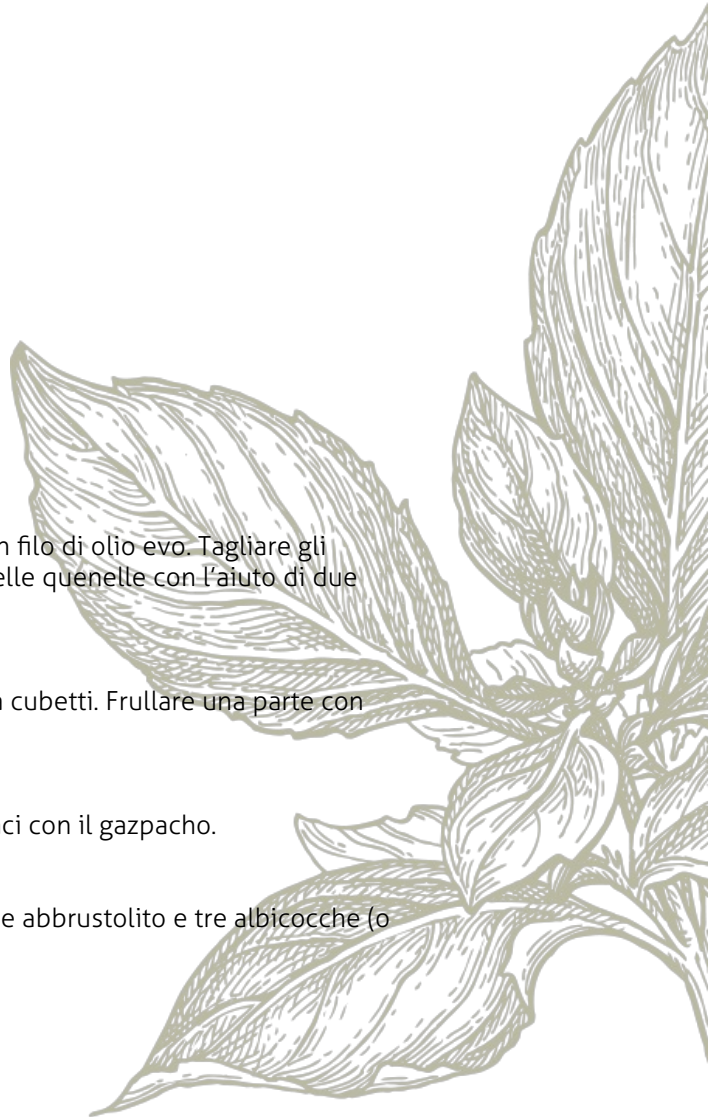 filo di olio evo. Tagliare gli
elle quenelle con l'aiuto di due
cubetti. Frullare una parte con
ci con il gazpacho.
e abbrustolito e tre albicocche (o